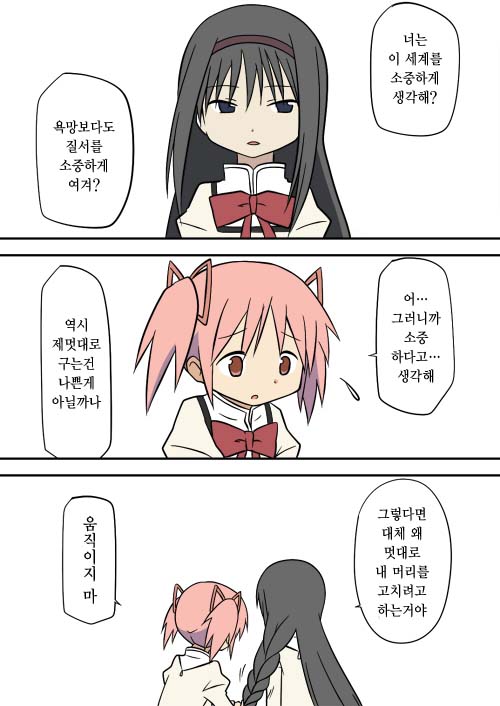 너는
이 세계를
소중하게
생각해?
욕망보다도
질서를
소중하게
여겨?
어…
그러니까
소중
하다고…
생각해
역시
제멋대로
구는건
나쁜게
아닐까나
그렇다면
대체 왜
멋대로
내 머리를
고치려고
하는거야
움직이지 마